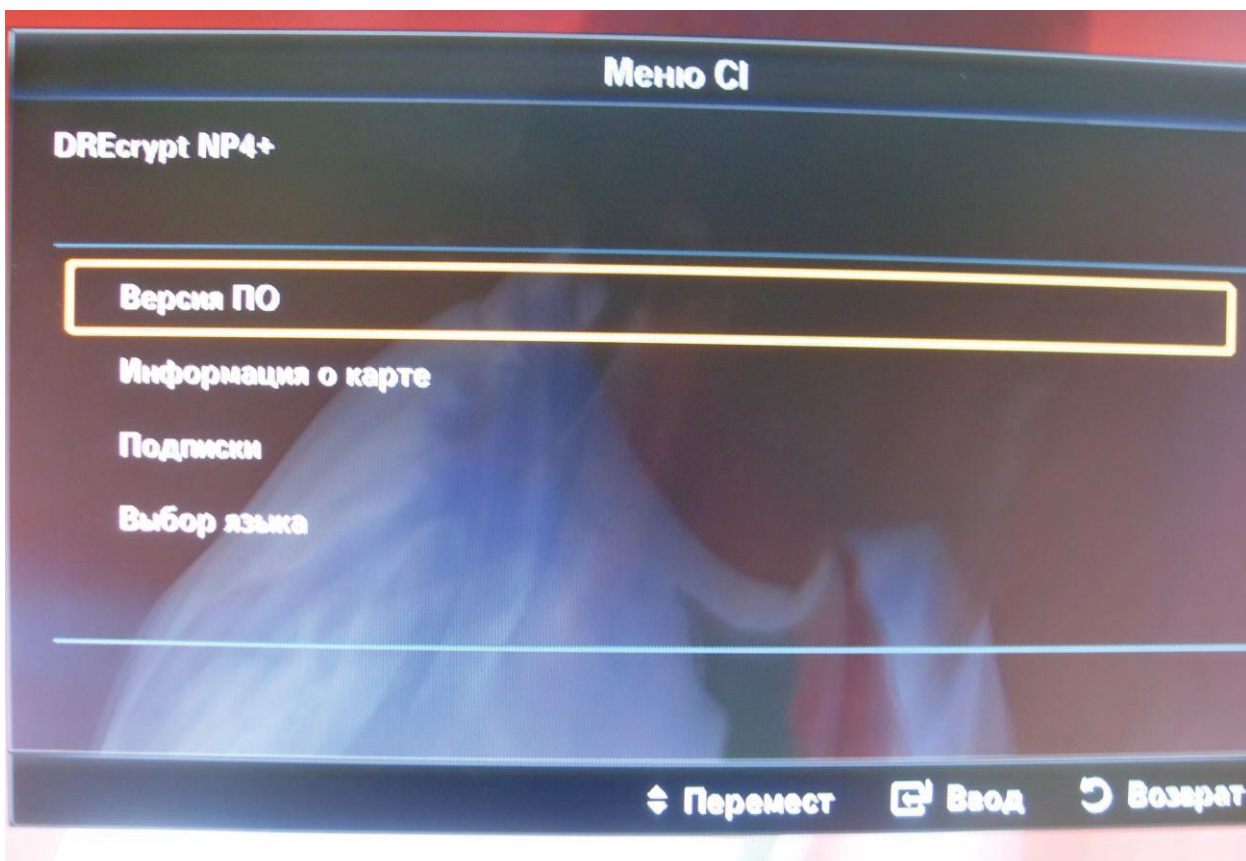 Меню CI
DREcrypt NP4+
Версия ПО
Информация о карте
Подписки
Выбор языка
Перемест Ввод Возврат